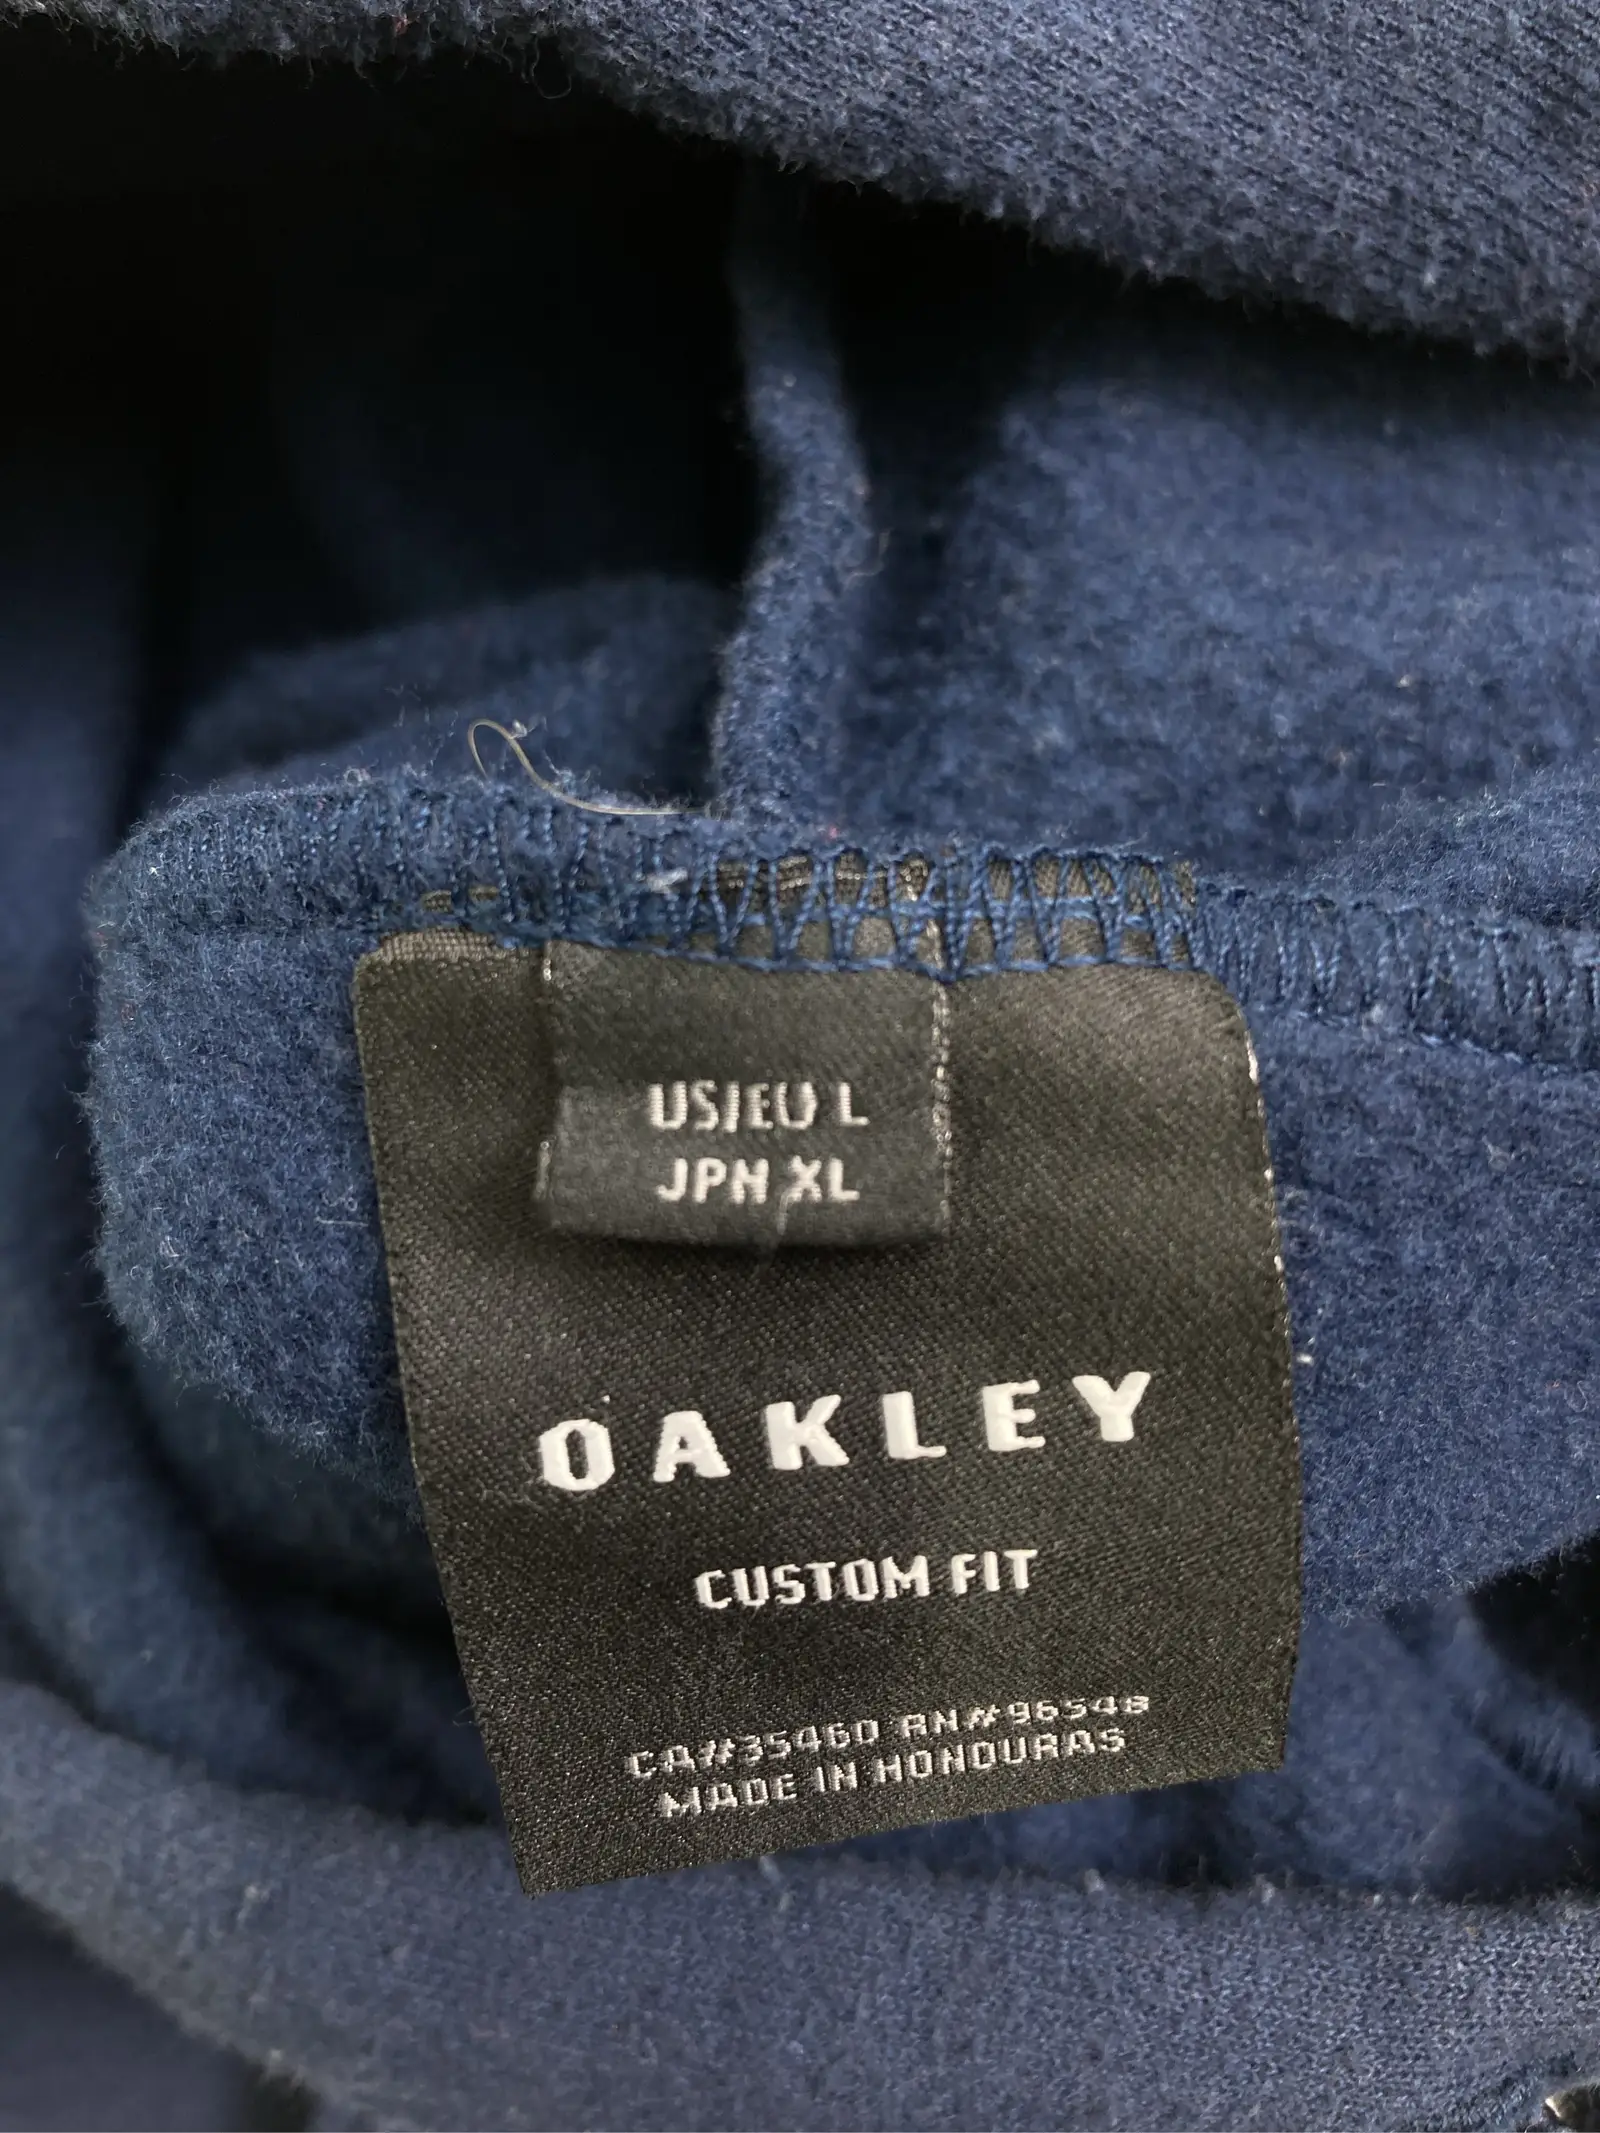 US/EU L
JPN XL
OAKLEY
CUSTOM FIT
CA#35460 RN#96548
MADE IN HONDURAS